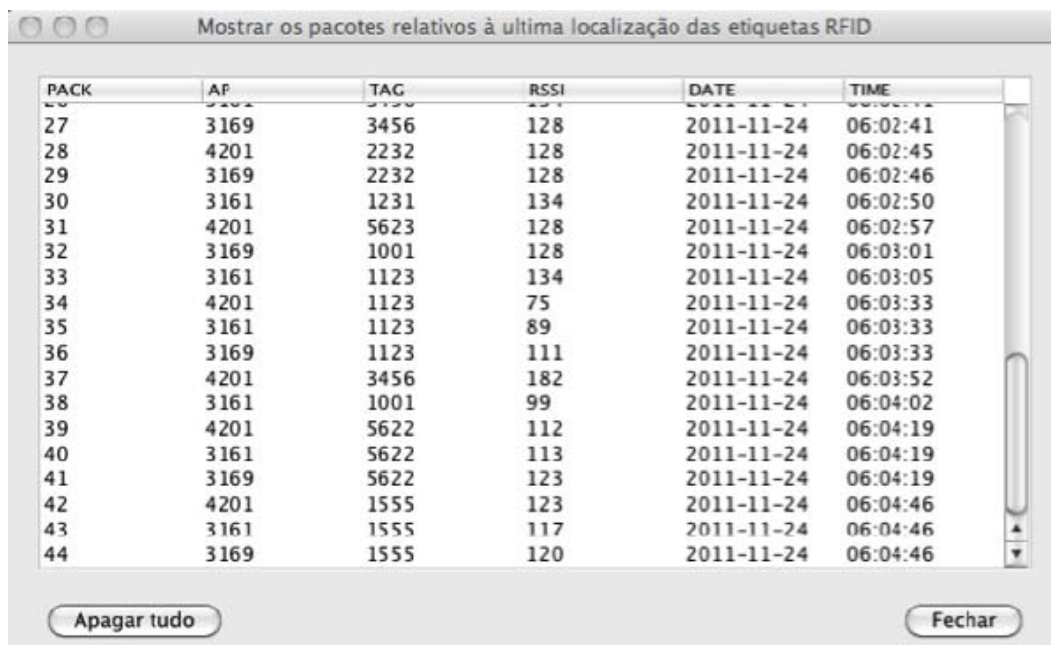 Mostrar os pacotes relativos à ultima localização das etiquetas RFID
PACK AP TAG RSSI DATE TIME
27 3169 3456 128 2011-11-24 06:02:41
28 4201 2232 128 2011-11-24 06:02:45
29 3169 2232 128 2011-11-24 06:02:46
30 3161 1231 134 2011-11-24 06:02:50
31 4201 5623 128 2011-11-24 06:02:57
32 3169 1001 128 2011-11-24 06:03:01
33 3161 1123 134 2011-11-24 06:03:05
34 4201 1123 75 2011-11-24 06:03:33
35 3161 1123 89 2011-11-24 06:03:33
36 3169 1123 111 2011-11-24 06:03:33
37 4201 3456 182 2011-11-24 06:03:52
38 3161 1001 99 2011-11-24 06:04:02
39 4201 5622 112 2011-11-24 06:04:19
40 3161 5622 113 2011-11-24 06:04:19
41 3169 5622 123 2011-11-24 06:04:19
42 4201 1555 123 2011-11-24 06:04:46
43 3161 1555 117 2011-11-24 06:04:46
44 3169 1555 120 2011-11-24 06:04:46
Apagar tudo Fechar